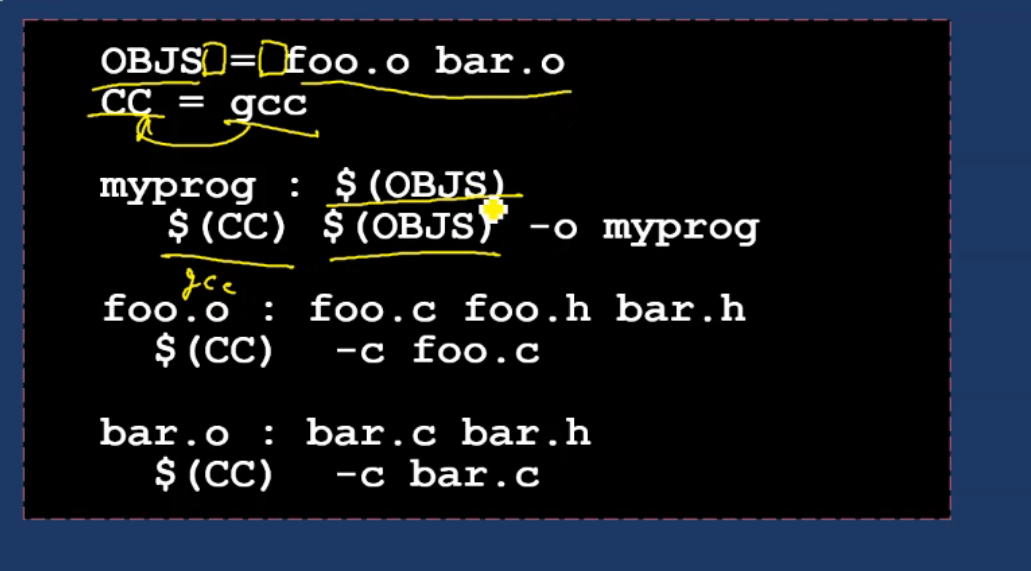 OBJS = foo.o bar.o
CC = gcc
myprog : $(OBJS)
$(CC) $(OBJS) -o myprog
gcc
foo.o : foo.c foo.h bar.h
$(CC) -c foo.c
bar.o : bar.c bar.h
$(CC) -c bar.c